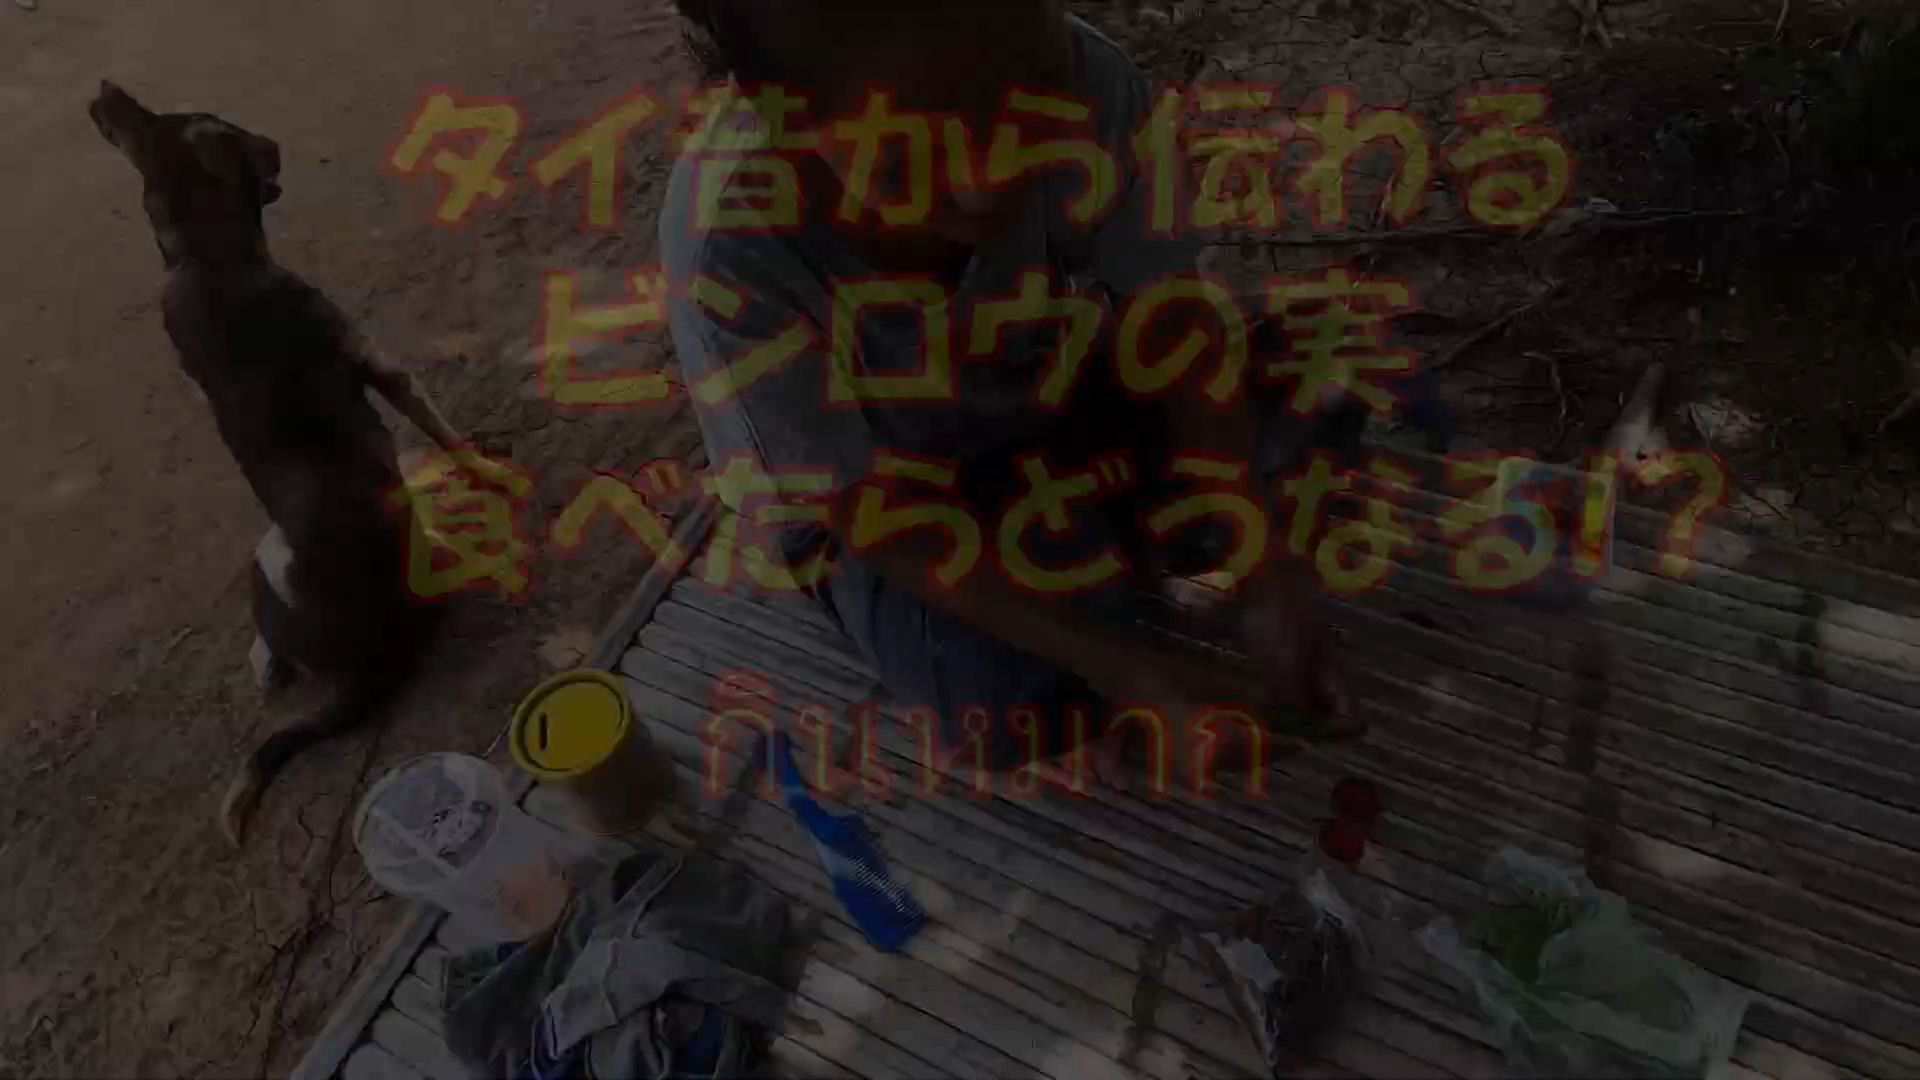 タイ昔から伝わる
ビンロウの実
食べたらどうなる!?
กินหมาก